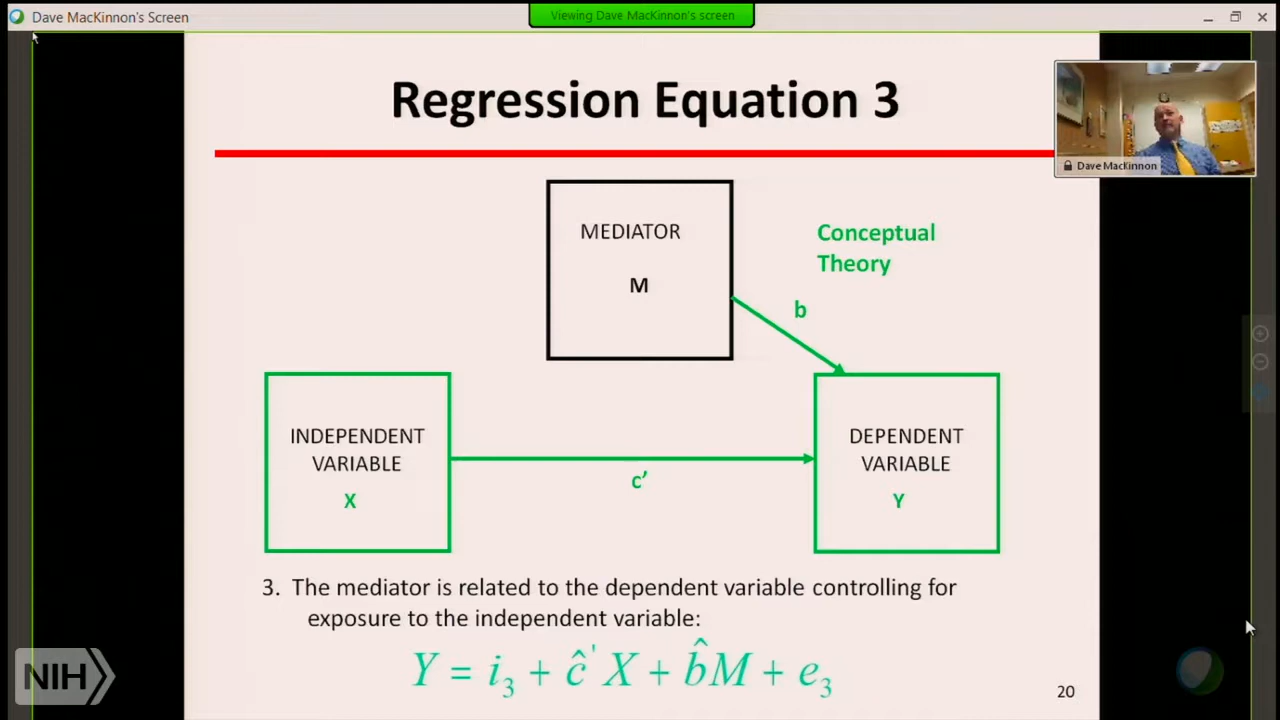 Dave MacKinnon's Screen
Viewing Dave MacKinnon's screen
Regression Equation 3
Dave MacKinnon
MEDIATOR
M
Conceptual
Theory
b
INDEPENDENT
VARIABLE
X
c’
DEPENDENT
VARIABLE
Y
3. The mediator is related to the dependent variable controlling for
exposure to the independent variable:
Y = i₃ + ĉ' X + b̂M + e₃
NIH
20